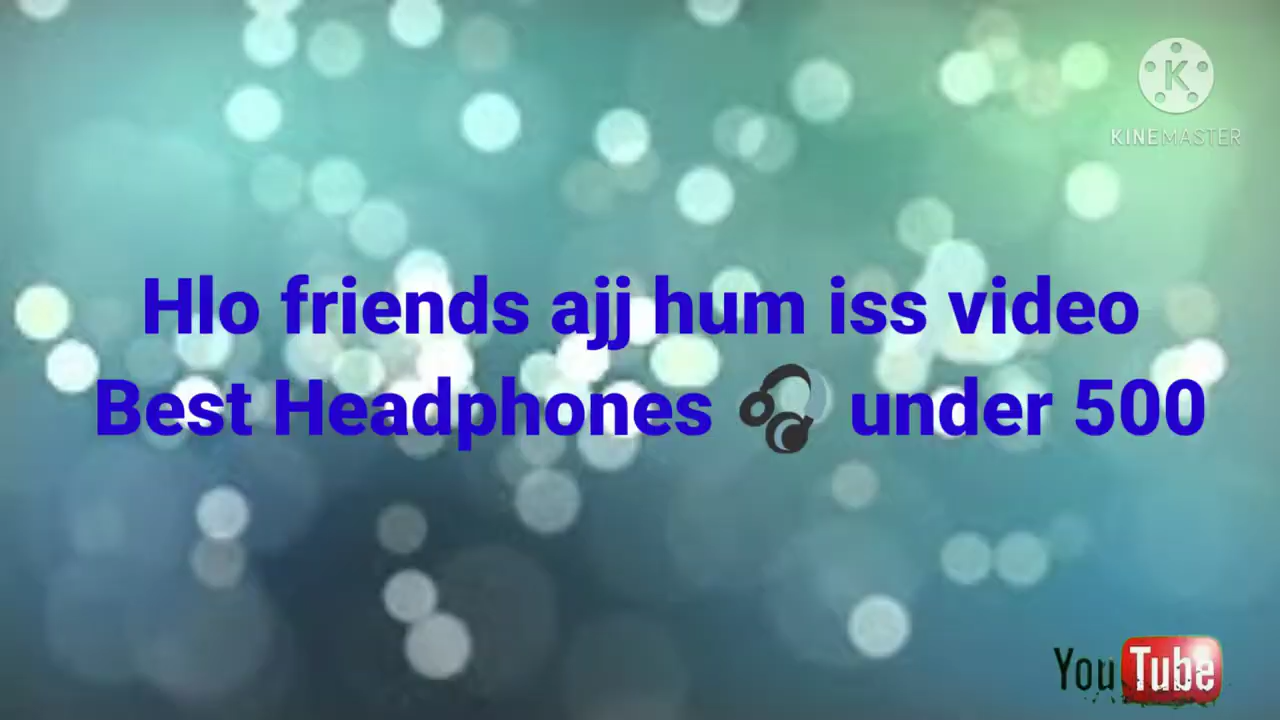 KINEMASTER
Hlo friends ajj hum iss video
Best Headphones 🎧 under 500
YouTube